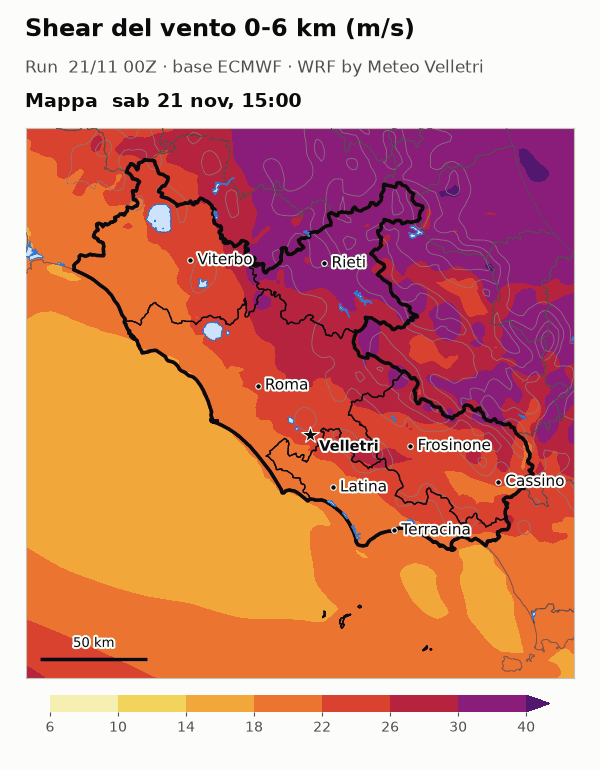 Shear del vento 0-6 km (m/s)
Run  21/11 00Z · base ECMWF · WRF by Meteo Velletri
Mappa  sab 21 nov, 15:00
Viterbo
Rieti
Roma
Velletri
Frosinone
Latina
Cassino
Terracina
50 km
6 10 14 18 22 26 30 40